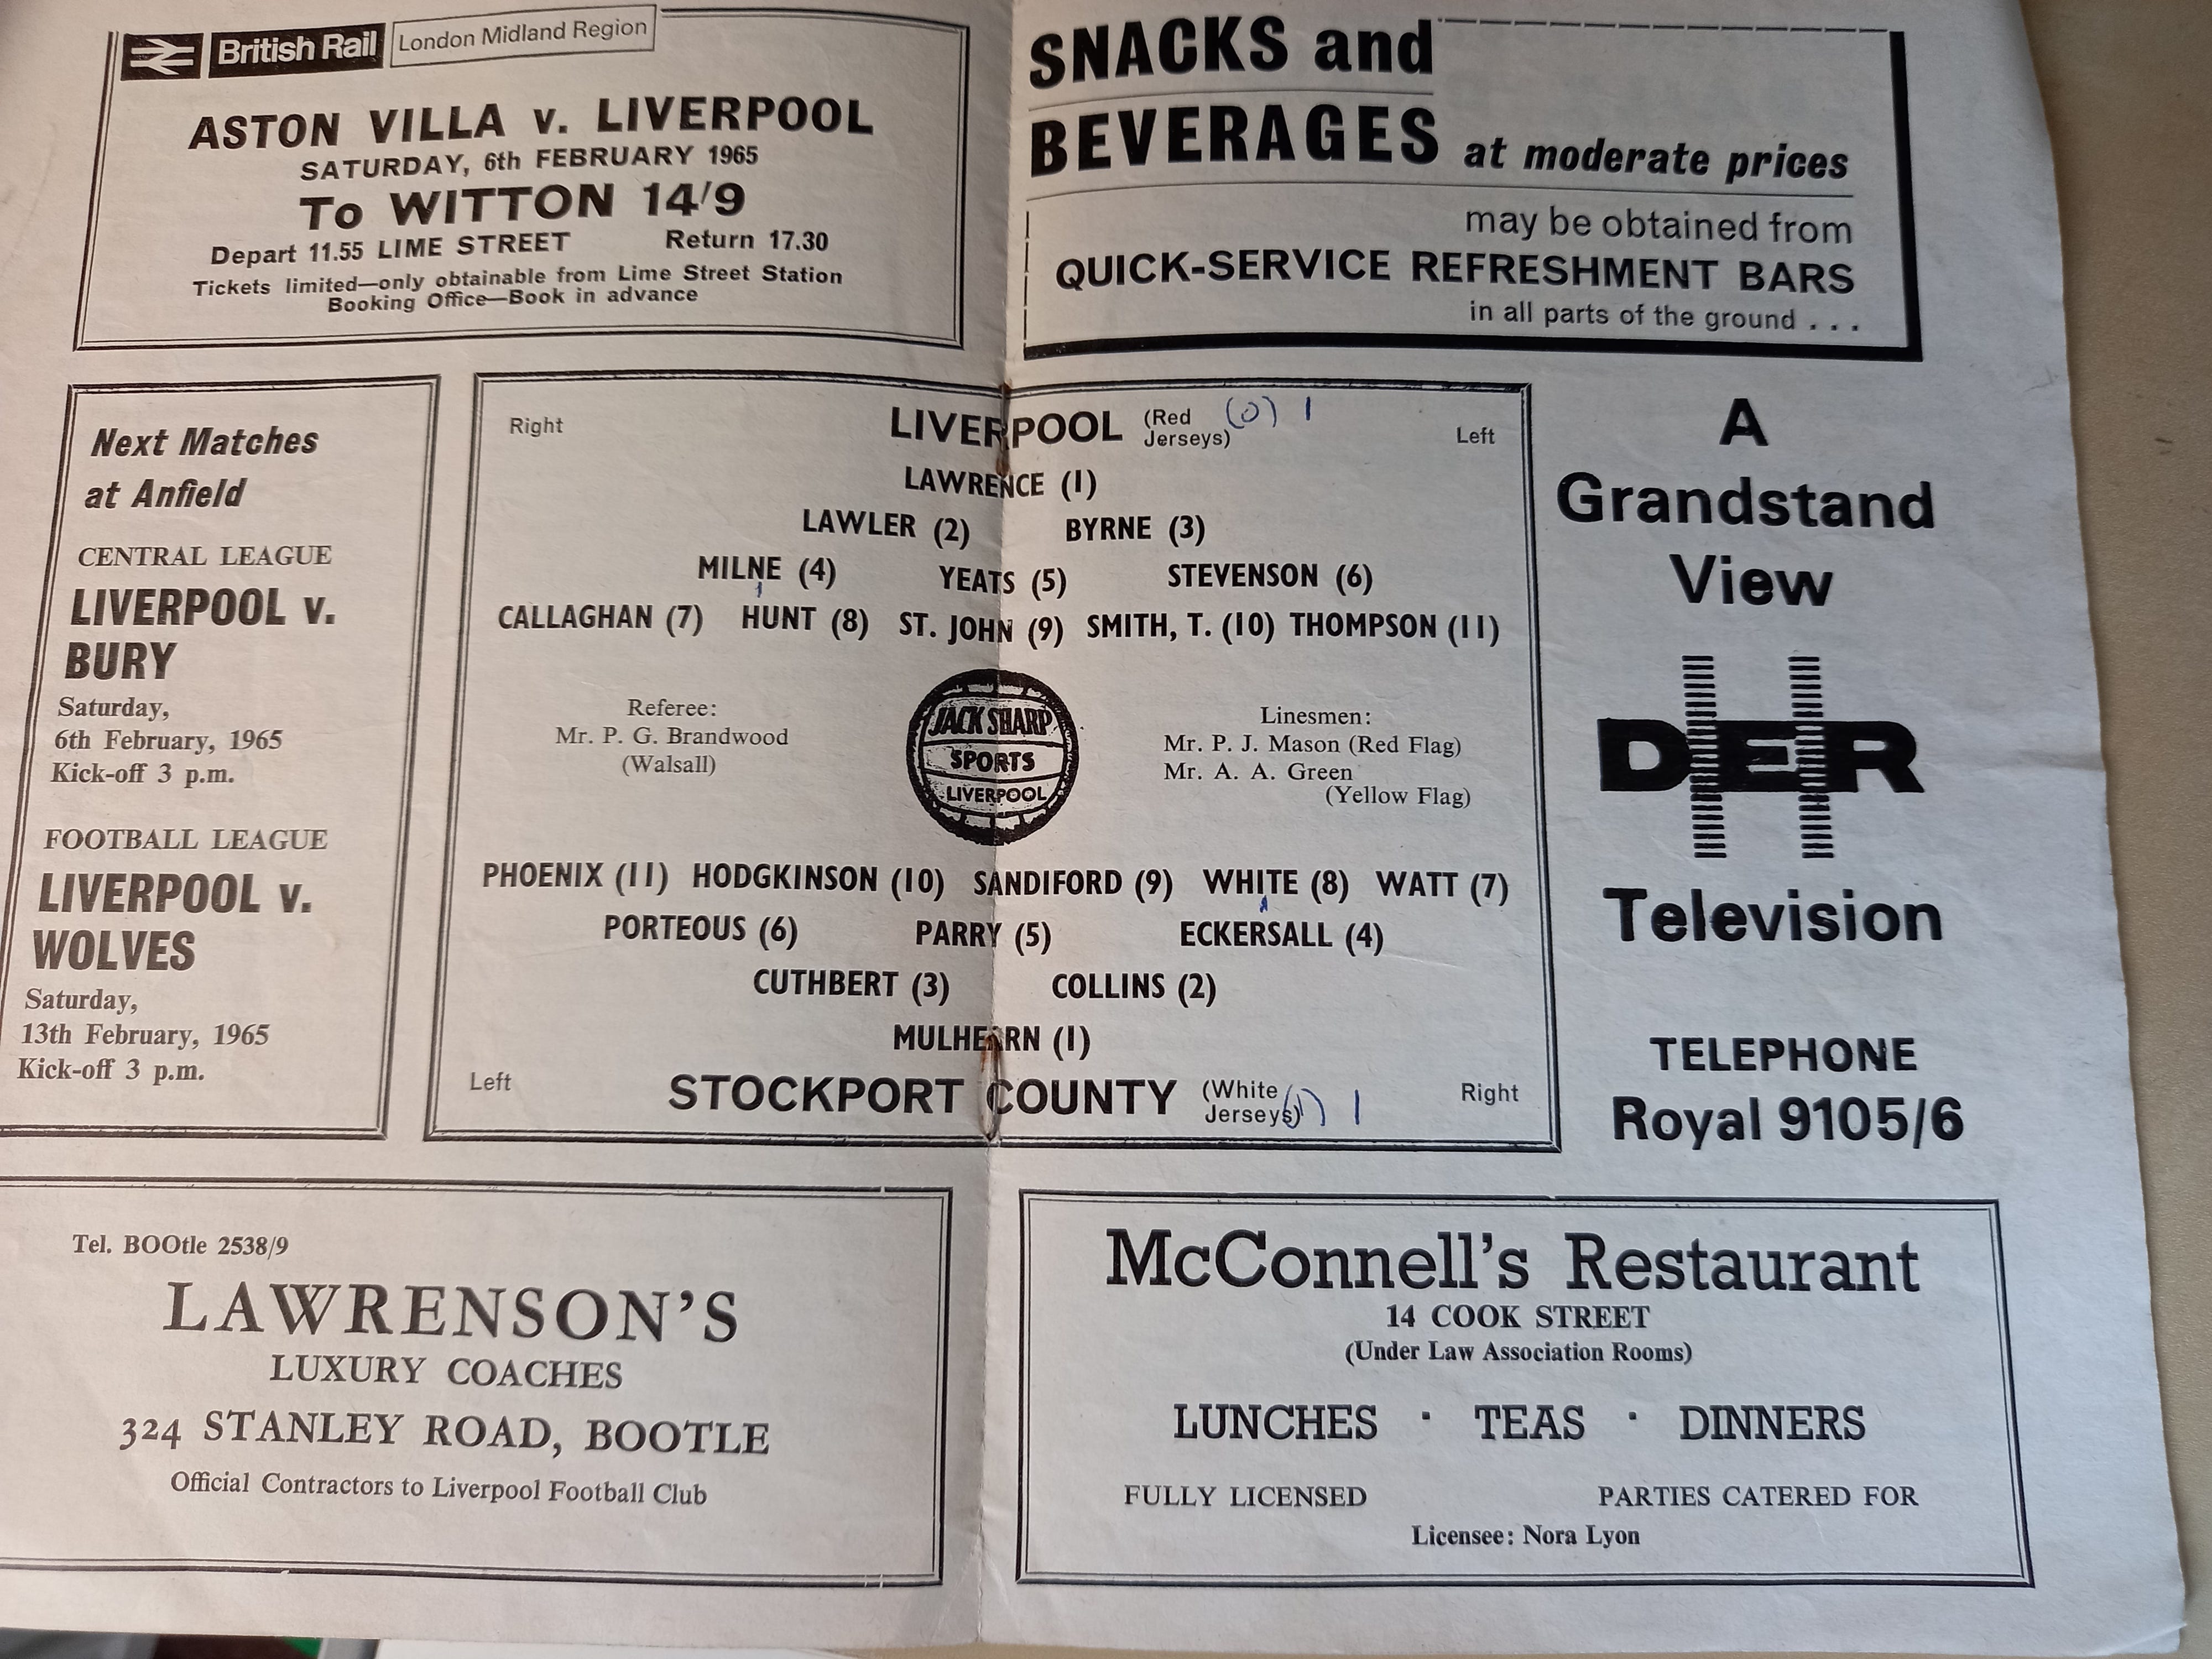 British Rail London Midland Region
ASTON VILLA v. LIVERPOOL
SATURDAY, 6th FEBRUARY 1965
To WITTON 14/9
Depart 11.55 LIME STREET Return 17.30
Tickets limited—only obtainable from Lime Street Station
Booking Office—Book in advance
SNACKS and
BEVERAGES at moderate prices
may be obtained from
QUICK-SERVICE REFRESHMENT BARS
in all parts of the ground . . .
Next Matches
at Anfield
CENTRAL LEAGUE
LIVERPOOL v.
BURY
Saturday,
6th February, 1965
Kick-off 3 p.m.
FOOTBALL LEAGUE
LIVERPOOL v.
WOLVES
Saturday,
13th February, 1965
Kick-off 3 p.m.
Right LIVERPOOL (Red Jerseys) (0) 1 Left
LAWRENCE (1)
LAWLER (2) BYRNE (3)
MILNE (4) YEATS (5) STEVENSON (6)
1
CALLAGHAN (7) HUNT (8) ST. JOHN (9) SMITH, T. (10) THOMPSON (11)
Referee:
Mr. P. G. Brandwood
(Walsall)
JACK SHARP
SPORTS
LIVERPOOL
Linesmen:
Mr. P. J. Mason (Red Flag)
Mr. A. A. Green
(Yellow Flag)
PHOENIX (11) HODGKINSON (10) SANDIFORD (9) WHITE (8) WATT (7)
1
PORTEOUS (6) PARRY (5) ECKERSALL (4)
CUTHBERT (3) COLLINS (2)
MULHEARN (1)
Left STOCKPORT COUNTY (White Jerseys) (1) 1 Right
A
Grandstand
View
DER
Television
TELEPHONE
Royal 9105/6
Tel. BOOtle 2538/9
LAWRENSON'S
LUXURY COACHES
324 STANLEY ROAD, BOOTLE
Official Contractors to Liverpool Football Club
McConnell's Restaurant
14 COOK STREET
(Under Law Association Rooms)
LUNCHES · TEAS · DINNERS
FULLY LICENSED PARTIES CATERED FOR
Licensee: Nora Lyon